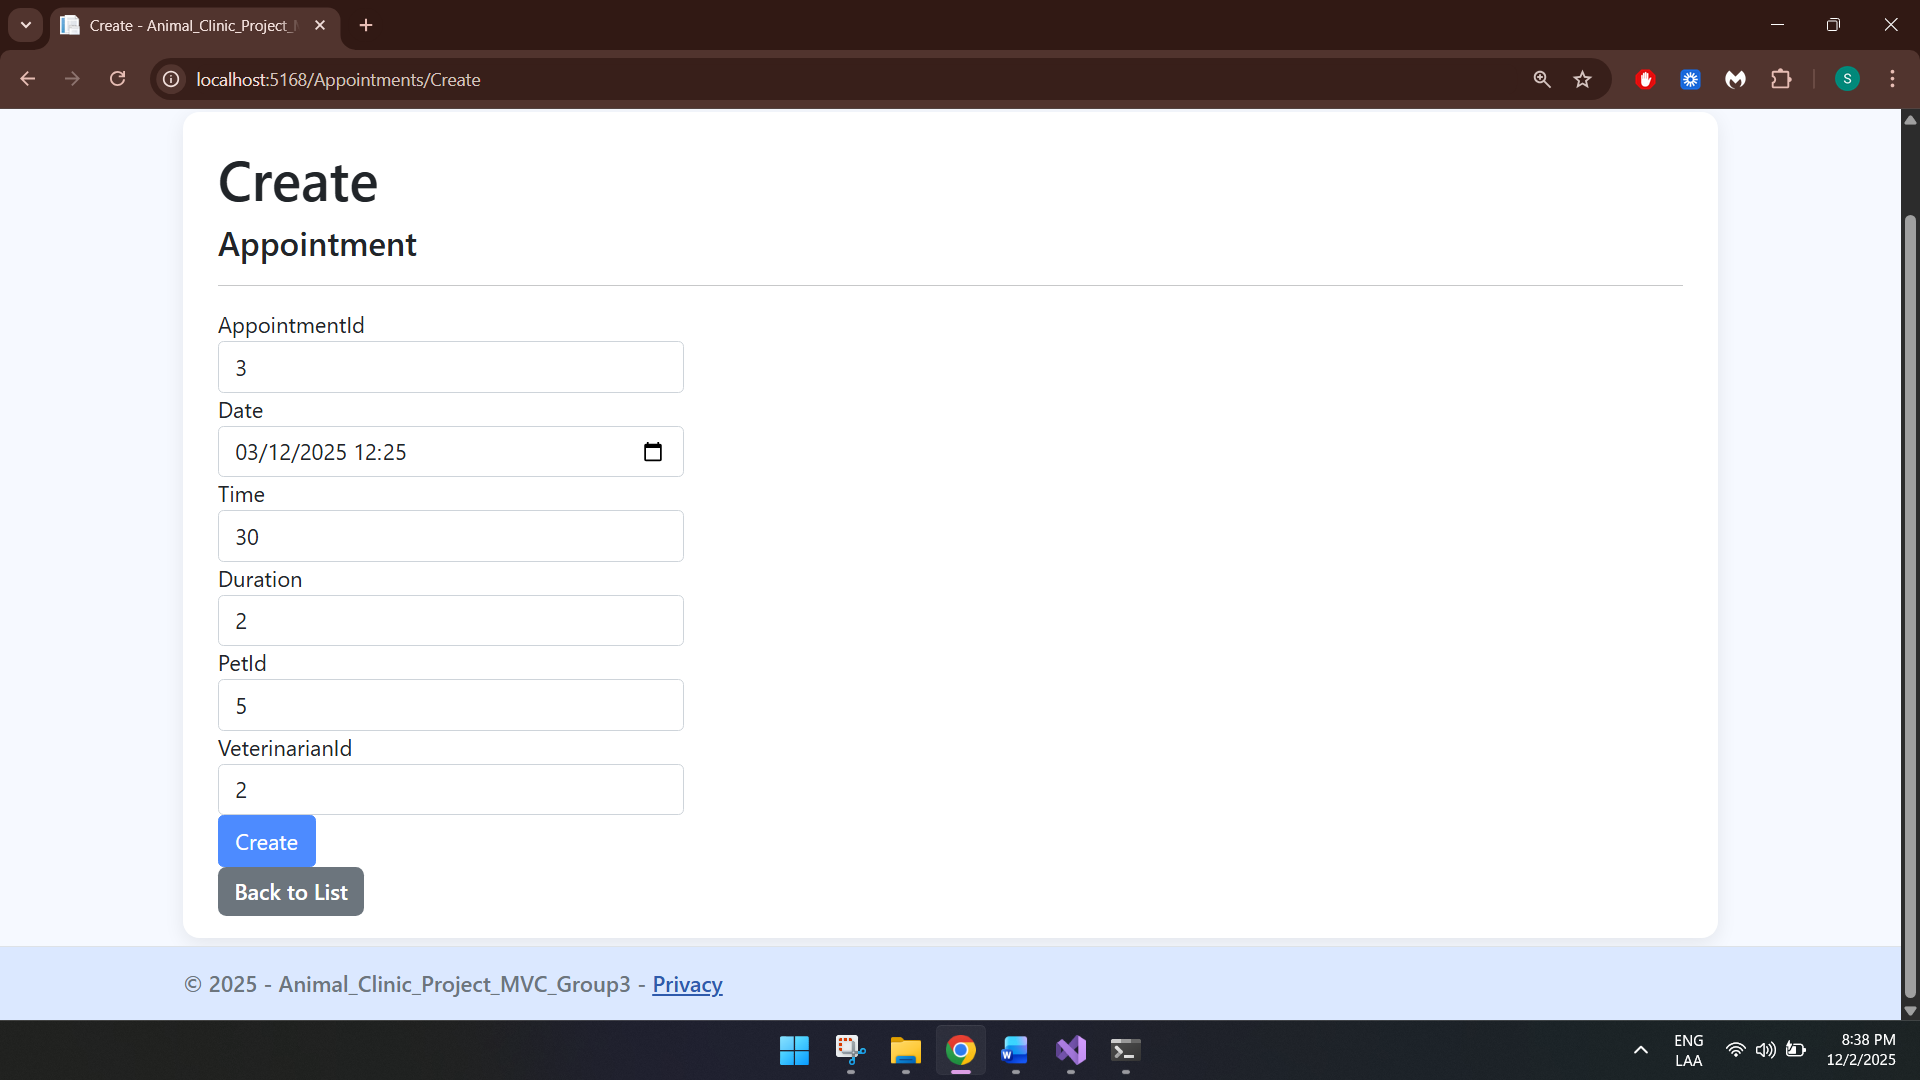 Create - Animal_Clinic_Project_
localhost:5168/Appointments/Create
S
Create
Appointment
AppointmentId
3
Date
03/12/2025 12:25
Time
30
Duration
2
PetId
5
VeterinarianId
2
Create
Back to List
© 2025 - Animal_Clinic_Project_MVC_Group3 - Privacy
ENG
LAA
8:38 PM
12/2/2025